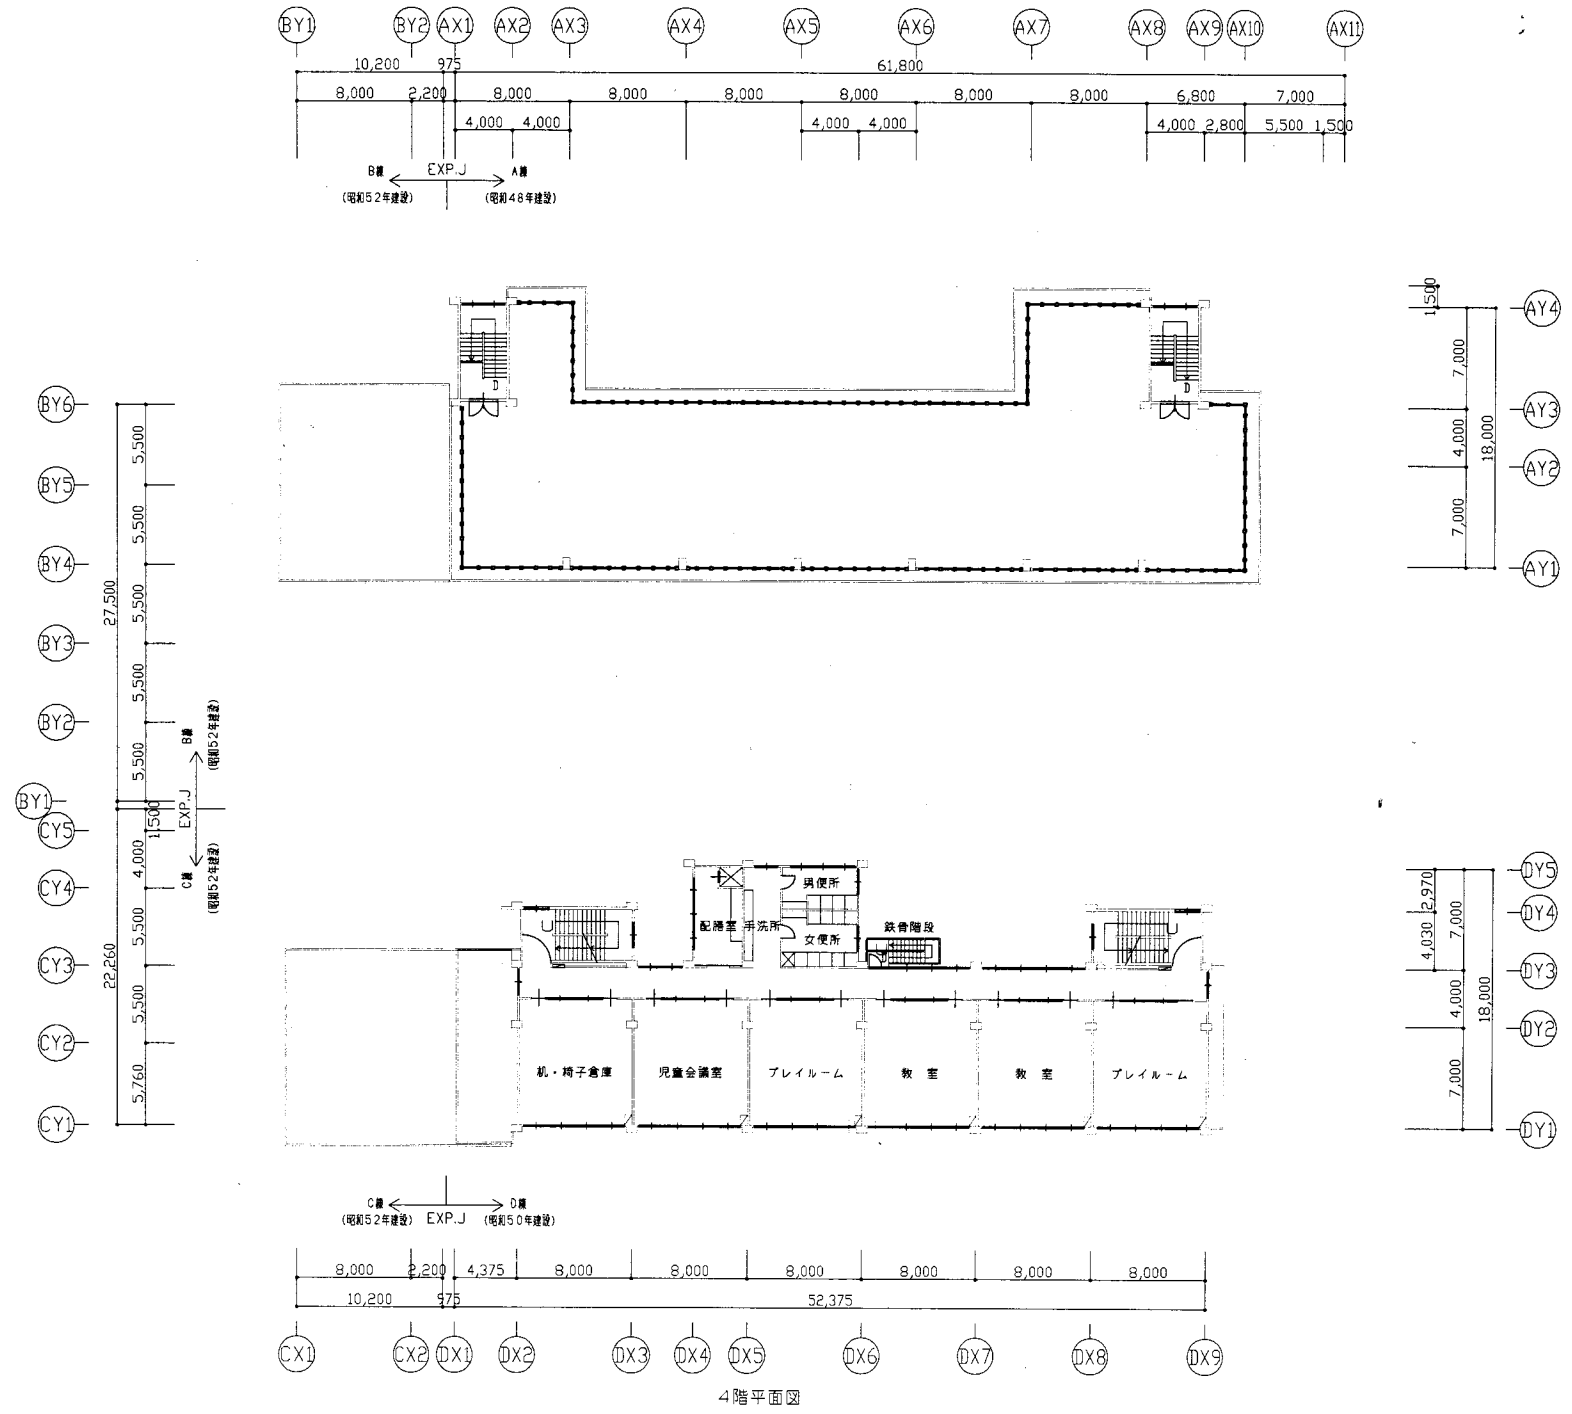 BY1 BY2 AX1 AX2 AX3 AX4 AX5 AX6 AX7 AX8 AX9 AX10 AX11
10,200 975 61,800
8,000 2,200 8,000 8,000 8,000 8,000 8,000 8,000 6,800 7,000
4,000 4,000 4,000 4,000 4,000 2,800 5,500 1,500
B棟 EXP.J A棟
(昭和52年建設) (昭和48年建設)
1,500
AY4
7,000
D D
BY6 AY3
5,500 4,000 18,000
BY5 AY2
5,500 7,000
BY4 AY1
27,500 5,500
BY3
5,500
BY2
B棟 (昭和52年建設)
5,500
BY1
EXP.J
1,500
CY5
4,000
C棟 (昭和52年建設)
CY4
5,500
CY3
22,260
5,500
CY2
5,760
CY1
男便所
配膳室 手洗所 鉄骨階段
女便所
机・椅子倉庫 児童会議室 プレイルーム 教室 教室 プレイルーム
DY5
2,970 7,000
DY4
4,030
DY3
4,000 18,000
DY2
7,000
DY1
C棟 D棟
(昭和52年建設) EXP.J (昭和50年建設)
8,000 2,200 4,375 8,000 8,000 8,000 8,000 8,000 8,000
10,200 975 52,375
CX1 CX2 DX1 DX2 DX3 DX4 DX5 DX6 DX7 DX8 DX9
4階平面図